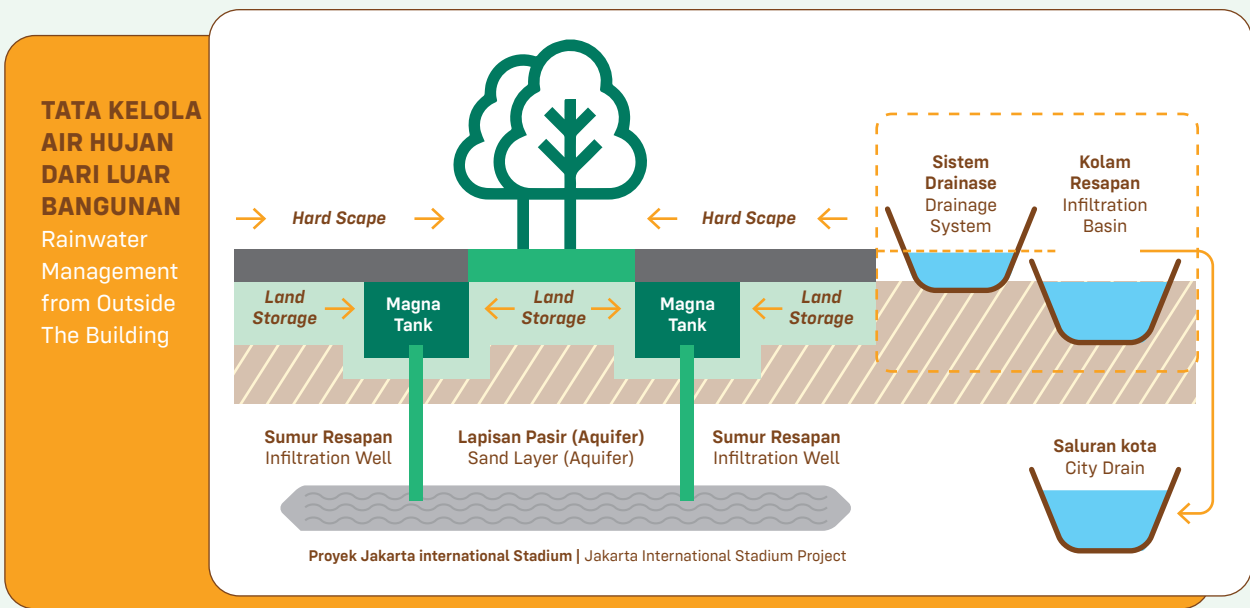 TATA KELOLA
AIR HUJAN
DARI LUAR
BANGUNAN
Rainwater
Management
from Outside
The Building
Hard Scape
Hard Scape
Sistem
Drainase
Drainage
System
Kolam
Resapan
Infiltration
Basin
Land
Storage
Magna
Tank
Land
Storage
Magna
Tank
Land
Storage
Sumur Resapan
Infiltration Well
Lapisan Pasir (Aquifer)
Sand Layer (Aquifer)
Sumur Resapan
Infiltration Well
Saluran kota
City Drain
Proyek Jakarta international Stadium | Jakarta International Stadium Project